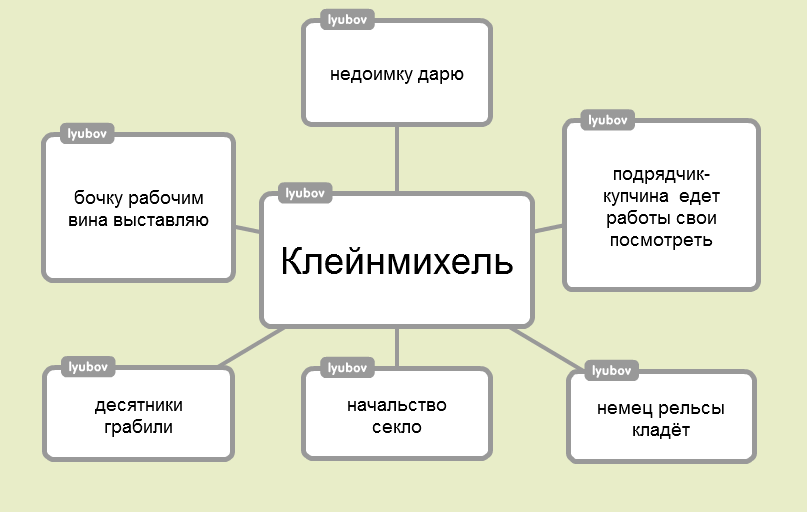 lyubov
недоимку дарю
lyubov
бочку рабочим
вина выставляю
lyubov
подрядчик-
купчина едет
работы свои
посмотреть
lyubov
Клейнмихель
lyubov
десятники
грабили
lyubov
начальство
секло
lyubov
немец рельсы
кладёт